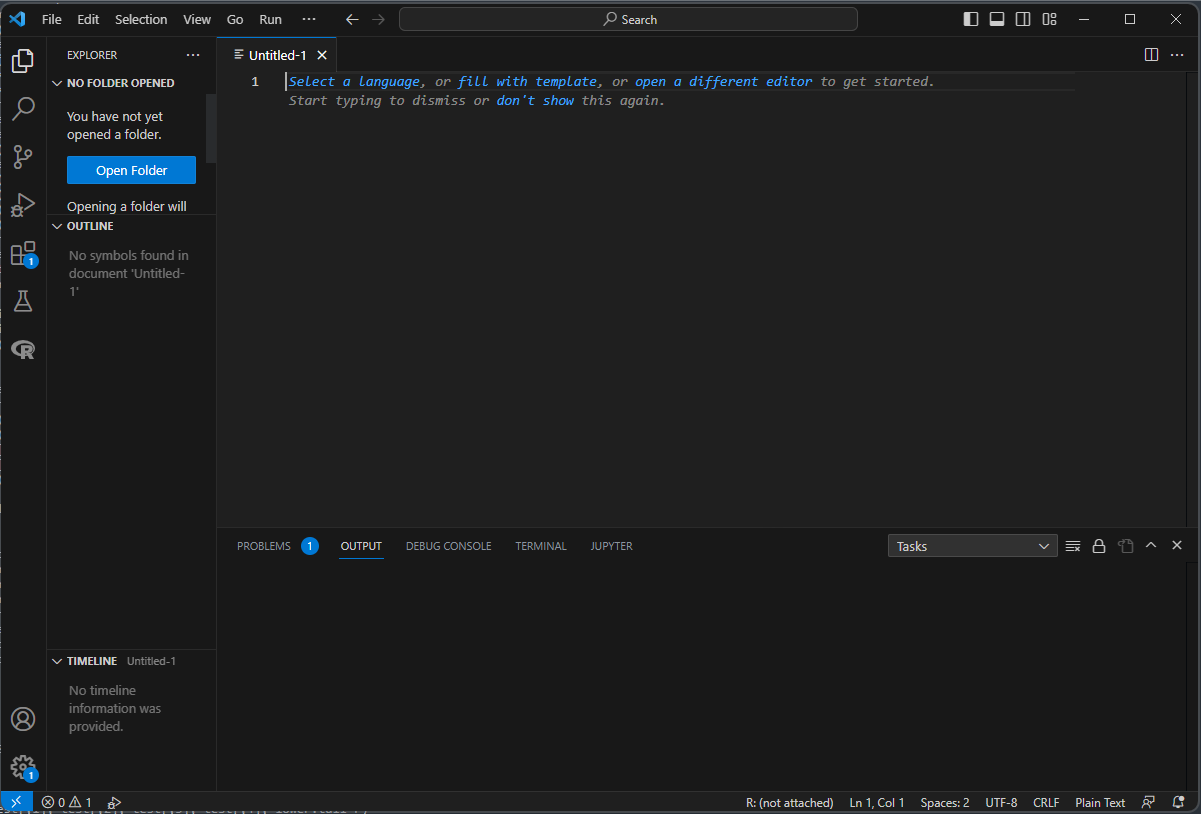 File Edit Selection View Go Run ··· Search
EXPLORER ···
NO FOLDER OPENED
You have not yet
opened a folder.
Open Folder
Opening a folder will
OUTLINE
No symbols found in
document 'Untitled-
1'
TIMELINE Untitled-1
No timeline
information was
provided.
1
R
1
Untitled-1
1 Select a language, or fill with template, or open a different editor to get started.
Start typing to dismiss or don't show this again.
PROBLEMS 1 OUTPUT DEBUG CONSOLE TERMINAL JUPYTER Tasks
0 1 R: (not attached) Ln 1, Col 1 Spaces: 2 UTF-8 CRLF Plain Text